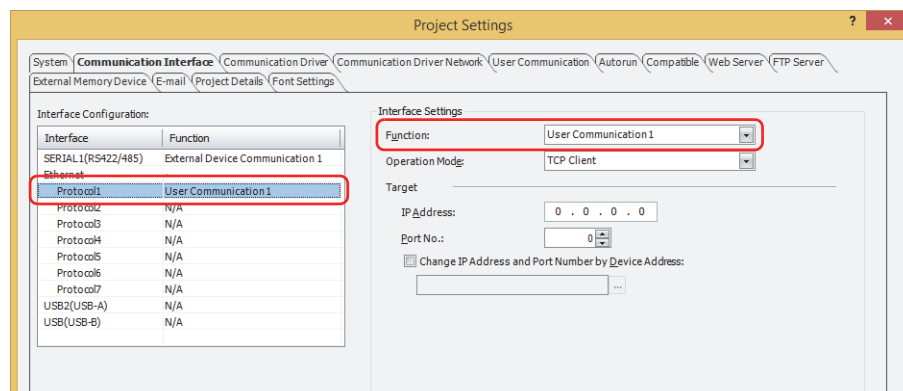 Project Settings ? ×
System Communication Interface Communication Driver Communication Driver Network User Communication Autorun Compatible Web Server FTP Server
External Memory Device E-mail Project Details Font Settings
Interface Configuration:
Interface Function
SERIAL1(RS422/485) External Device Communication 1
Ethernet -
Protocol1 User Communication 1
Protocol2 N/A
Protocol3 N/A
Protocol4 N/A
Protocol5 N/A
Protocol6 N/A
Protocol7 N/A
USB2(USB-A) N/A
USB(USB-B) N/A
Interface Settings
Function: User Communication 1
Operation Mode: TCP Client
Target
IP Address: 0 . 0 . 0 . 0
Port No.: 0
Change IP Address and Port Number by Device Address:
...